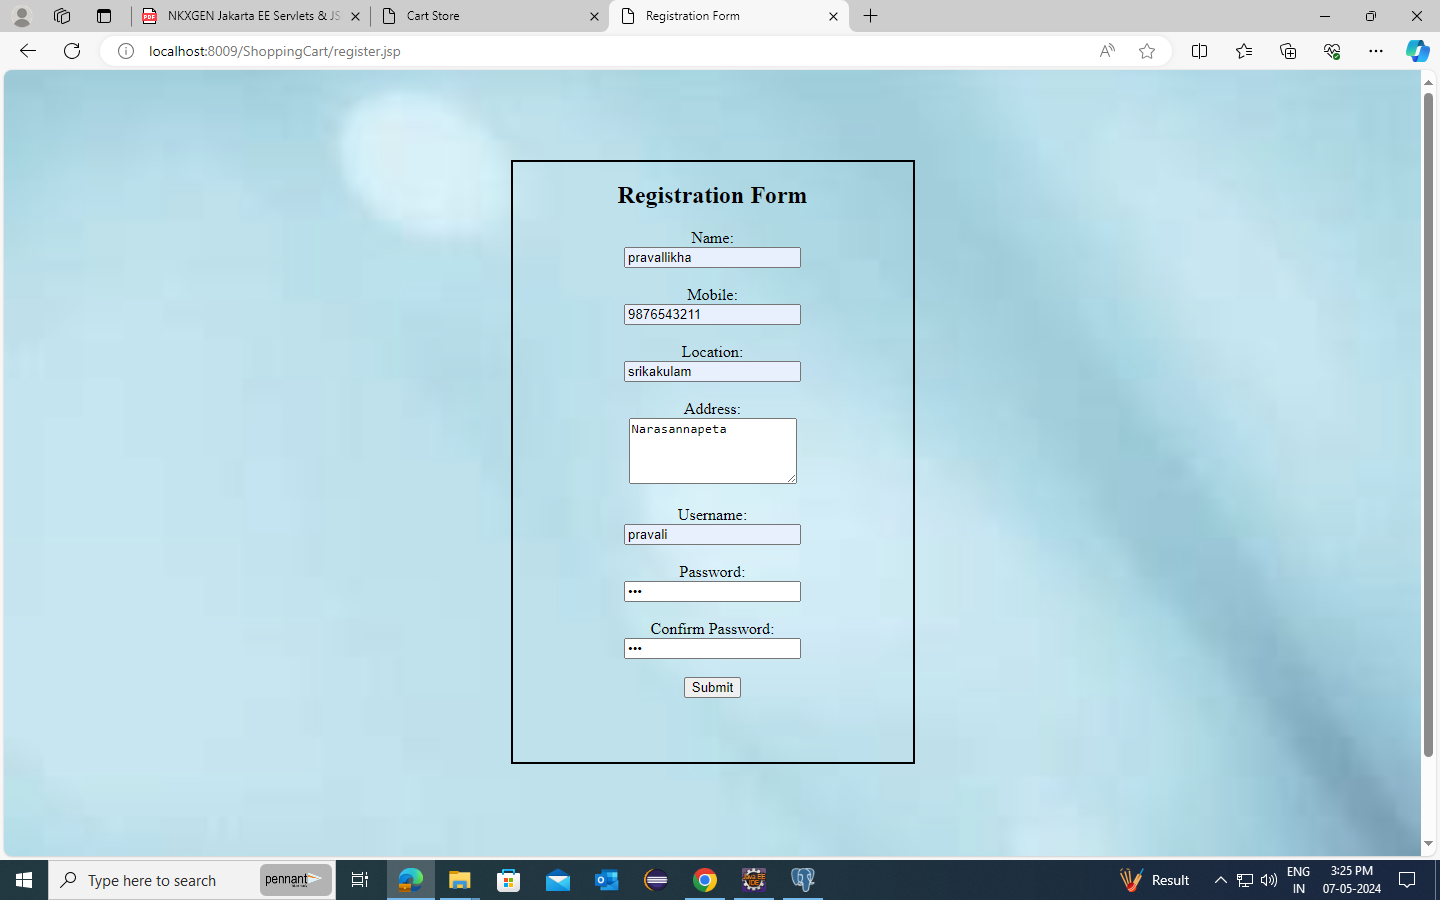 NKXGEN Jakarta EE Servlets & JS
Cart Store
Registration Form
localhost:8009/ShoppingCart/register.jsp
Registration Form
Name:
pravallikha
Mobile:
9876543211
Location:
srikakulam
Address:
Narasannapeta
Username:
pravali
Password:
•••
Confirm Password:
•••
Submit
Type here to search
pennant
Result
ENG
IN
3:25 PM
07-05-2024